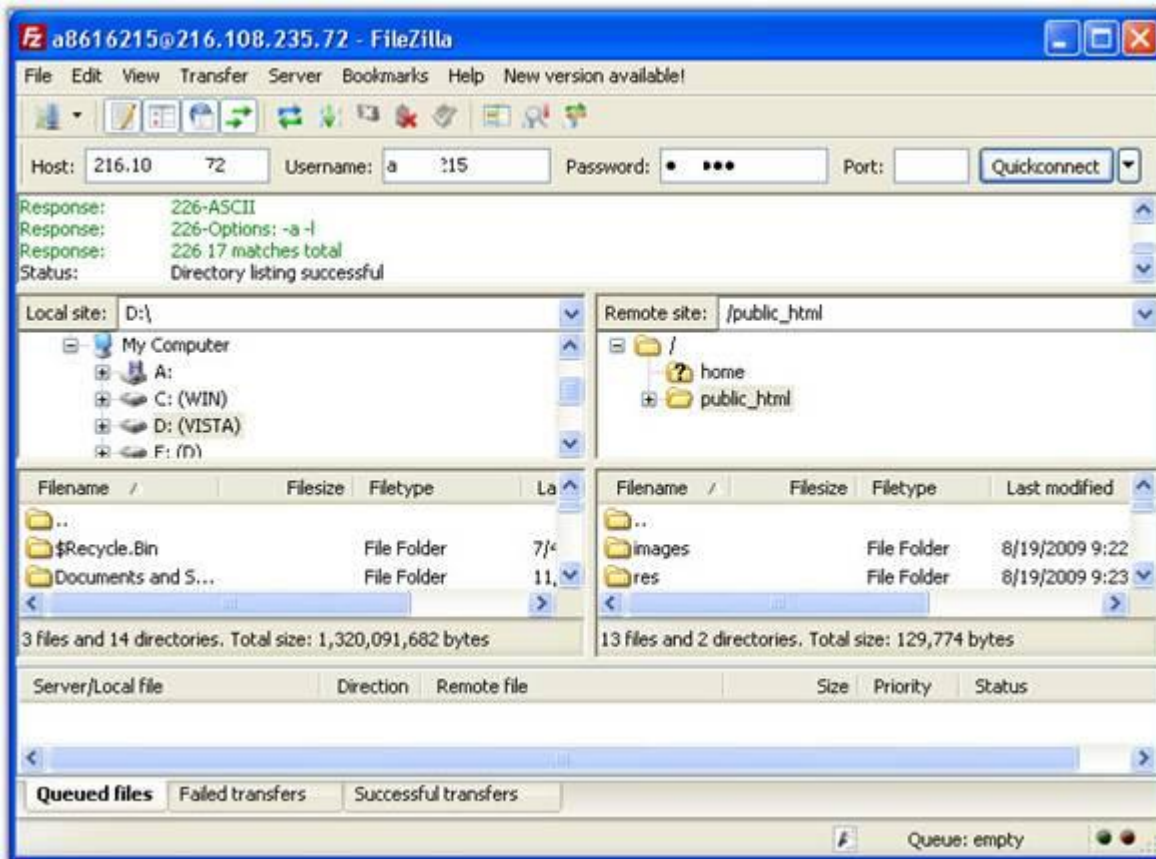 a8616215@216.108.235.72 - FileZilla
File Edit View Transfer Server Bookmarks Help New version available!
Host: 216.10 72 Username: a 215 Password: Port: Quickconnect
Response: 226-ASCII
Response: 226-Options: -a -l
Response: 226 17 matches total
Status: Directory listing successful
Local site: D:\ Remote site: /public_html
My Computer
A:
C: (WIN)
D: (VISTA)
E: (D)
/
home
public_html
Filename Filesize Filetype La
..
$Recycle.Bin File Folder 7/4
Documents and S... File Folder 11,
3 files and 14 directories. Total size: 1,320,091,682 bytes
Filename Filesize Filetype Last modified
..
images File Folder 8/19/2009 9:22
res File Folder 8/19/2009 9:23
13 files and 2 directories. Total size: 129,774 bytes
Server/Local file Direction Remote file Size Priority Status
Queued files Failed transfers Successful transfers
Queue: empty